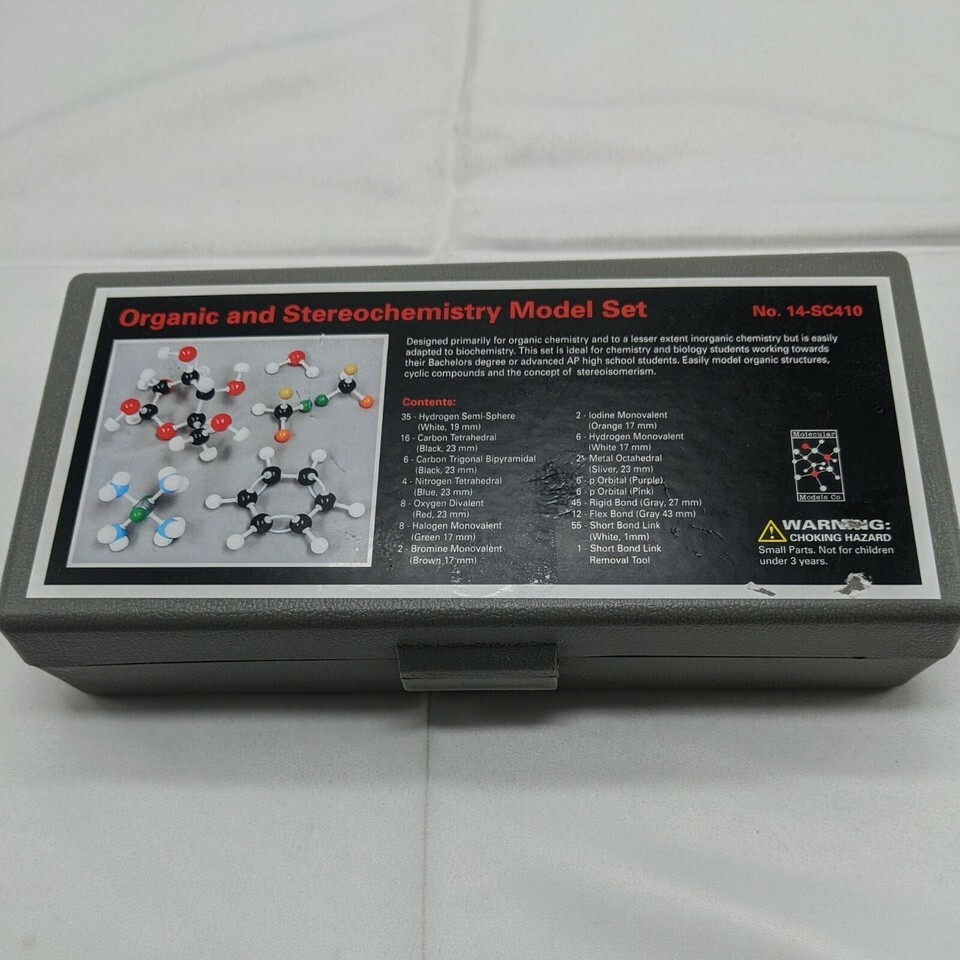 Organic and Stereochemistry Model Set
No. 14-SC410
Designed primarily for organic chemistry and to a lesser extent inorganic chemistry but is easily
adapted to biochemistry. This set is ideal for chemistry and biology students working towards
their Bachelors degree or advanced AP high school students. Easily model organic structures,
cyclic compounds and the concept of stereoisomerism.
Contents:
35 - Hydrogen Semi-Sphere
(White, 19 mm)
16 - Carbon Tetrahedral
(Black, 23 mm)
6 - Carbon Trigonal Bipyramidal
(Black, 23 mm)
4 - Nitrogen Tetrahedral
(Blue, 23 mm)
8 - Oxygen Divalent
(Red, 23 mm)
8 - Halogen Monovalent
(Green 17 mm)
2 - Bromine Monovalent
(Brown 17 mm)
2 - Iodine Monovalent
(Orange 17 mm)
6 - Hydrogen Monovalent
(White 17 mm)
2 - Metal Octahedral
(Sliver, 23 mm)
6 - p Orbital (Purple)
6 - p Orbital (Pink)
45 - Rigid Bond (Gray, 27 mm)
12 - Flex Bond (Gray 43 mm)
55 - Short Bond Link
(White, 1mm)
1 - Short Bond Link
Removal Tool
Molecular
Models Co
WARNING:
CHOKING HAZARD
Small Parts. Not for children
under 3 years.